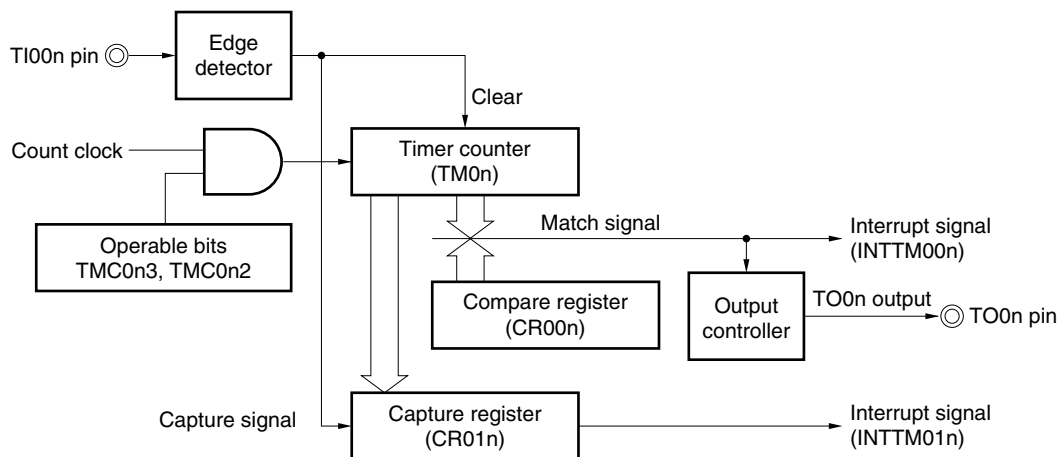 TI00n pin
Edge
detector
Clear
Count clock
Timer counter
(TM0n)
Operable bits
TMC0n3, TMC0n2
Match signal
Interrupt signal
(INTTM00n)
Compare register
(CR00n)
Output
controller
TO0n output
TO0n pin
Capture signal
Capture register
(CR01n)
Interrupt signal
(INTTM01n)